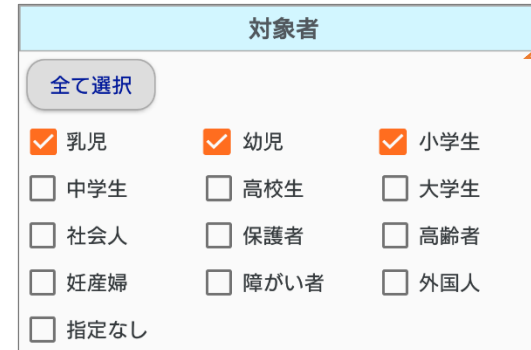 対象者
全て選択
乳児 幼児 小学生
中学生 高校生 大学生
社会人 保護者 高齢者
妊産婦 障がい者 外国人
指定なし